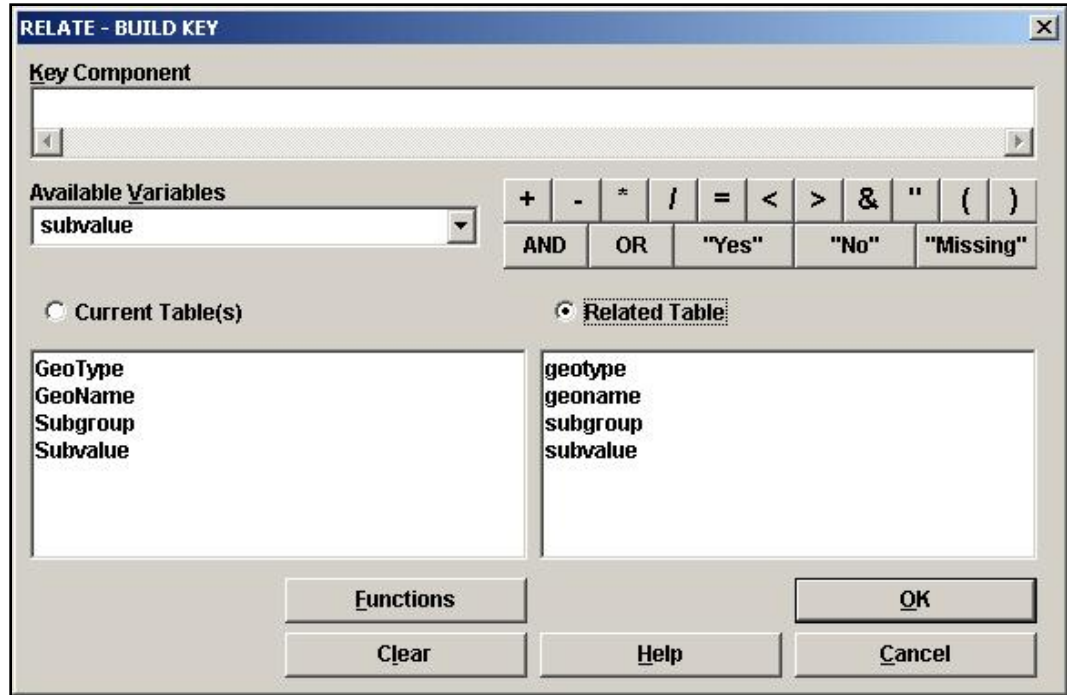 RELATE - BUILD KEY
Key Component
Available Variables
subvalue
+ - * / = < > & " ( )
AND OR "Yes" "No" "Missing"
Current Table(s)
Related Table
GeoType
GeoName
Subgroup
Subvalue
geotype
geoname
subgroup
subvalue
Functions
OK
Clear
Help
Cancel